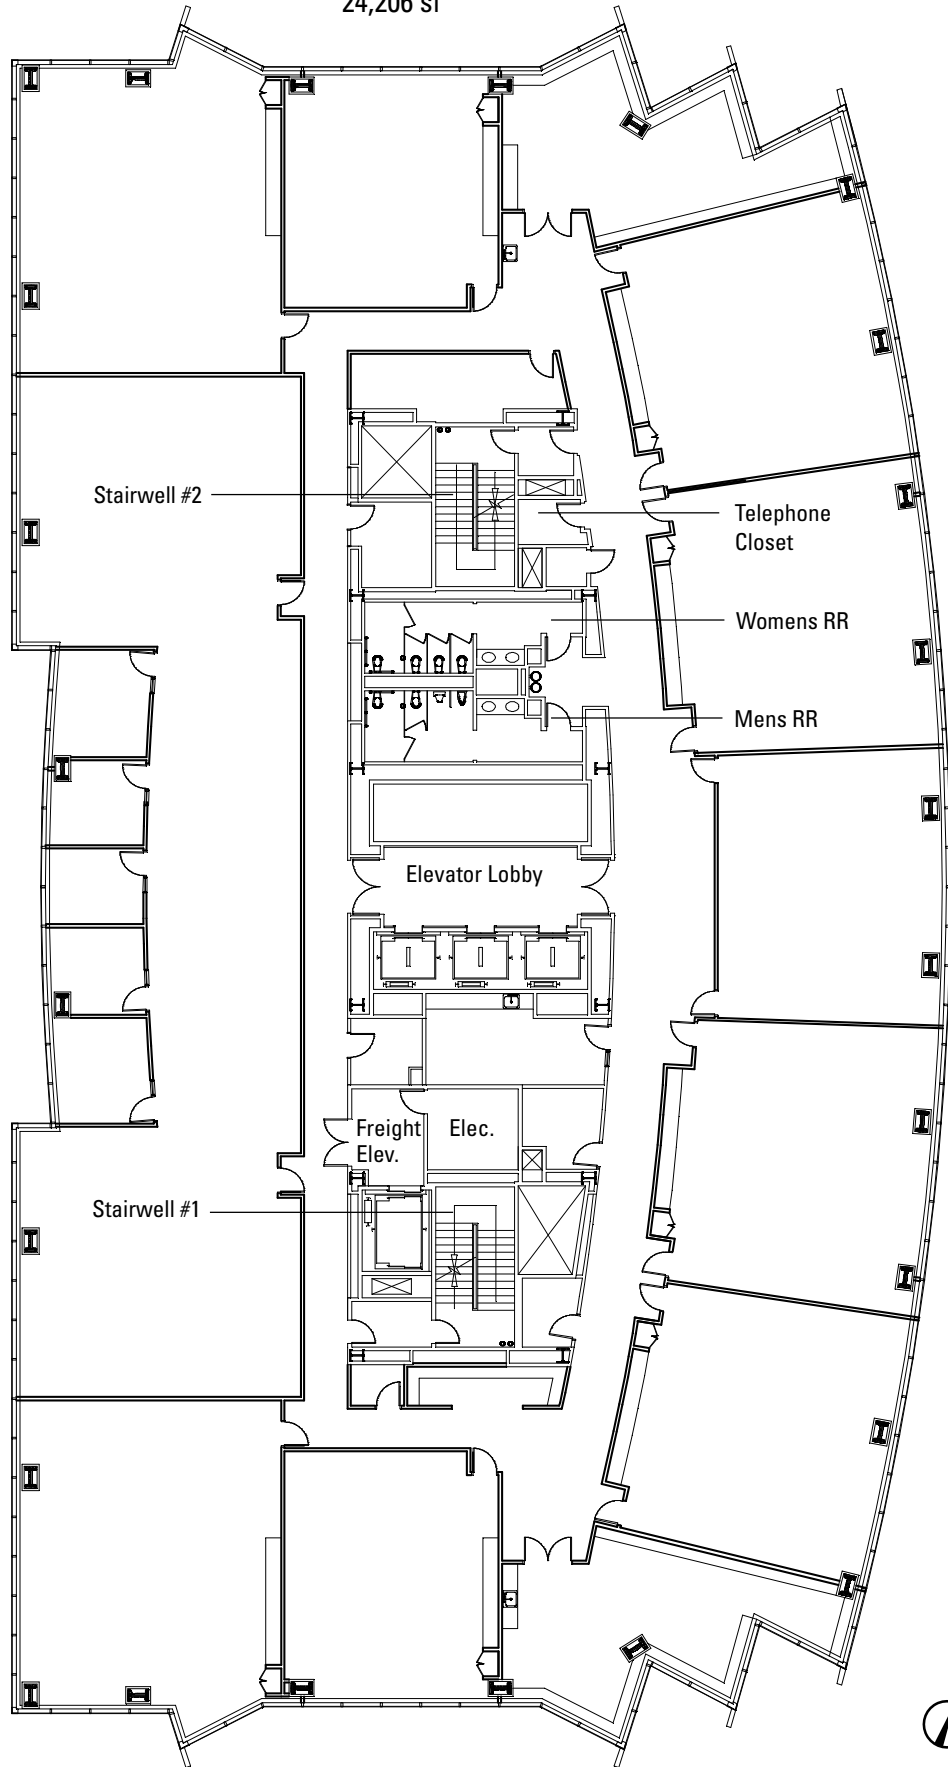 24,206 sf
Stairwell #2
Telephone
Closet
Womens RR
Mens RR
Elevator Lobby
Freight
Elev.
Elec.
Stairwell #1